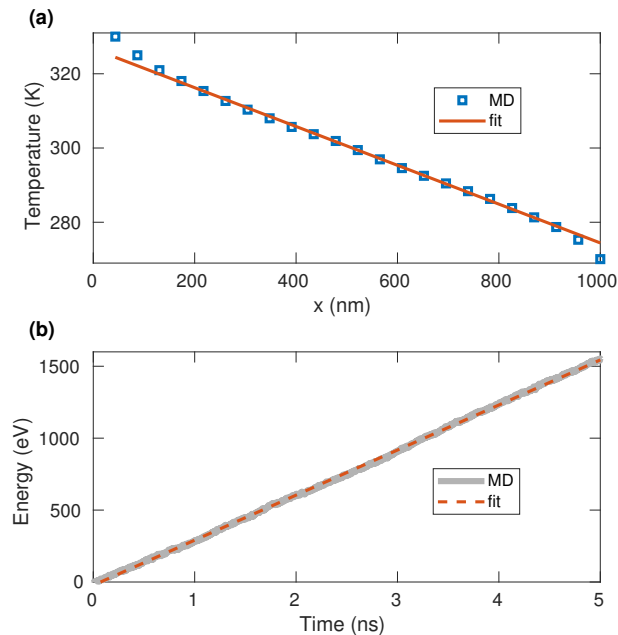 (a)
320
300
280
Temperature (K)
MD
fit
0
200
400
600
800
1000
x (nm)
(b)
1500
1000
500
0
Energy (eV)
MD
fit
0
1
2
3
4
5
Time (ns)